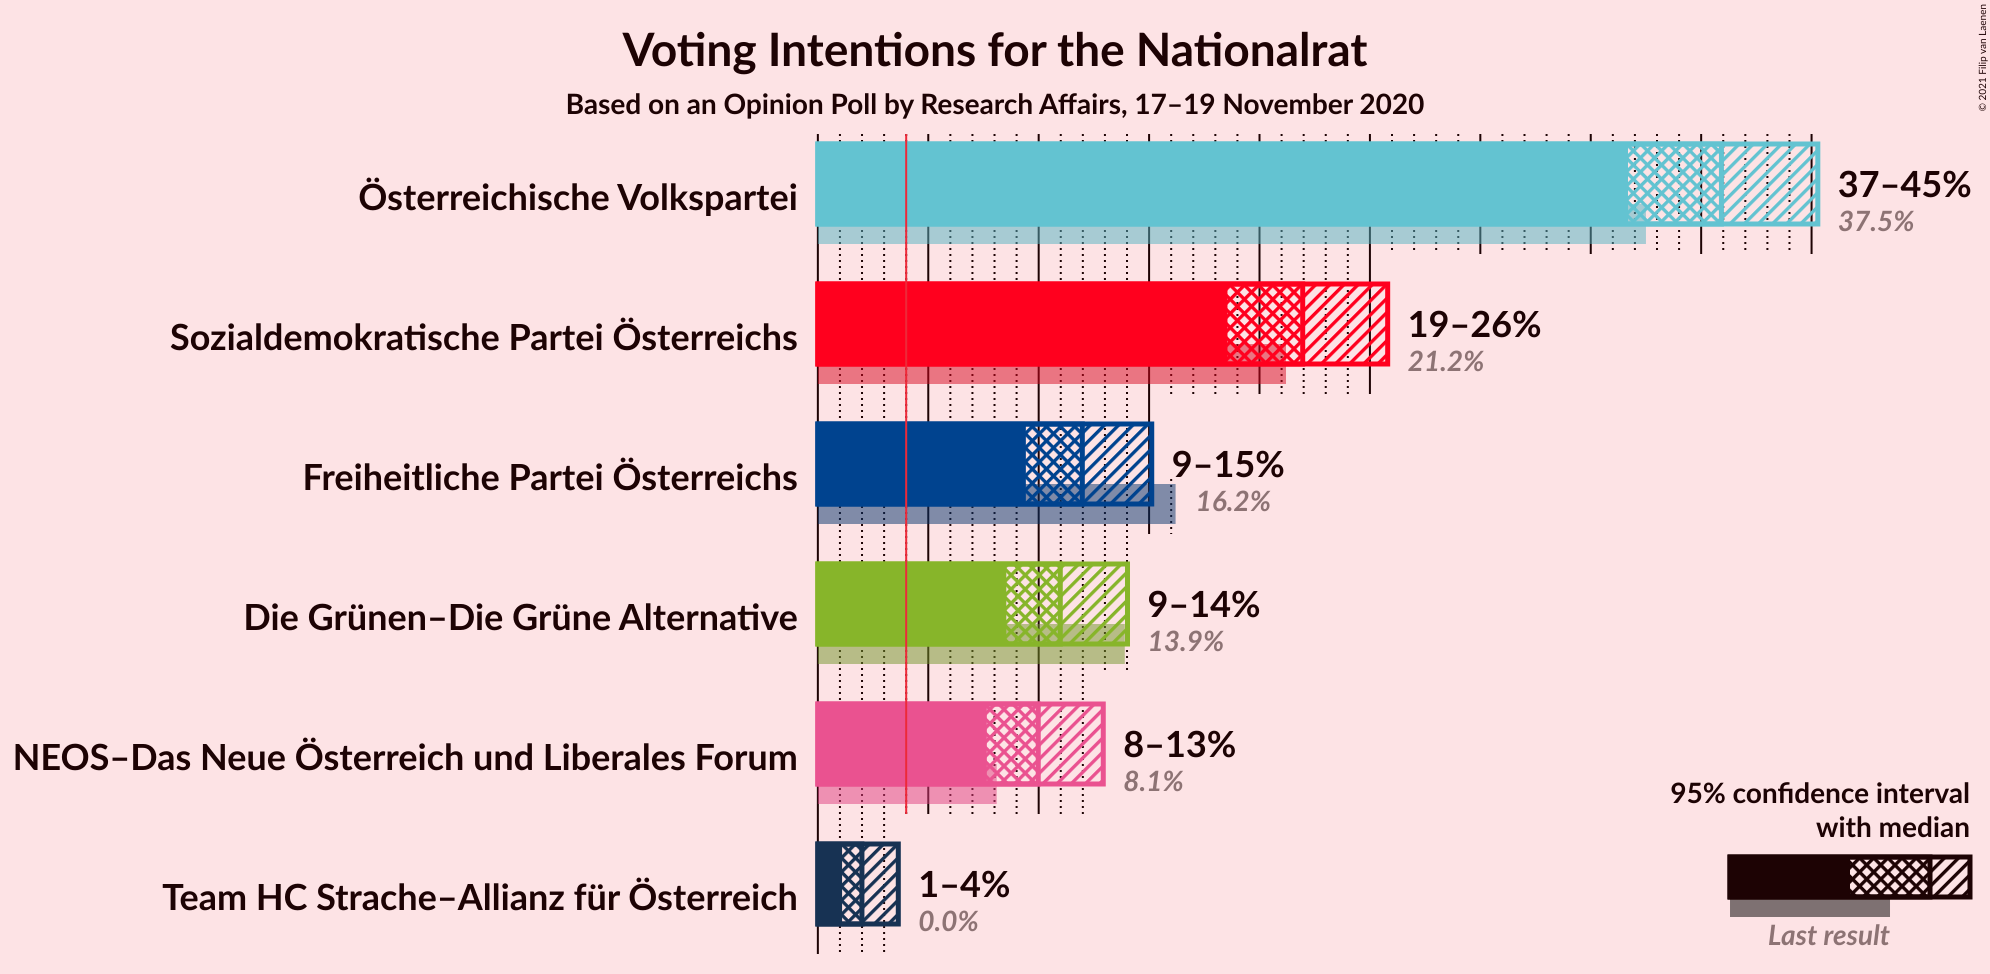 Voting Intentions for the Nationalrat
Based on an Opinion Poll by Research Affairs, 17–19 November 2020
© 2021 Filip van Laenen
Österreichische Volkspartei
37–45%
37.5%
Sozialdemokratische Partei Österreichs
19–26%
21.2%
Freiheitliche Partei Österreichs
9–15%
16.2%
Die Grünen–Die Grüne Alternative
9–14%
13.9%
NEOS–Das Neue Österreich und Liberales Forum
8–13%
8.1%
Team HC Strache–Allianz für Österreich
1–4%
0.0%
95% confidence interval
with median
Last result